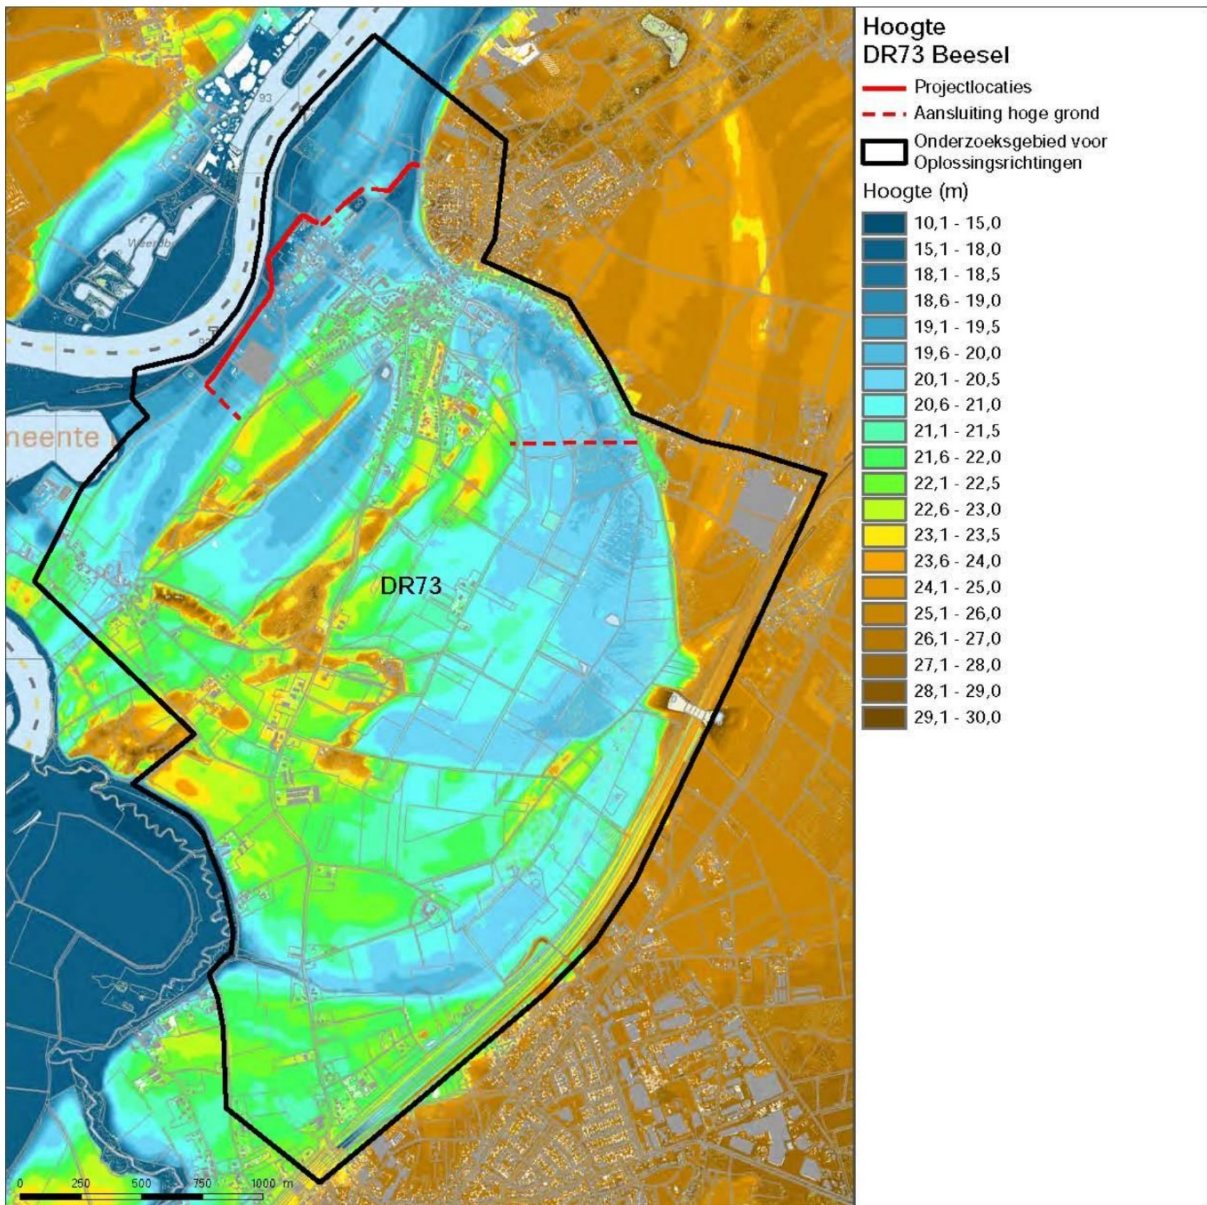 Hoogte
DR73 Beesel
Projectlocaties
Aansluiting hoge grond
Onderzoeksgebied voor
Oplossingsrichtingen
Hoogte (m)
10,1 - 15,0
15,1 - 18,0
18,1 - 18,5
18,6 - 19,0
19,1 - 19,5
19,6 - 20,0
20,1 - 20,5
20,6 - 21,0
21,1 - 21,5
21,6 - 22,0
22,1 - 22,5
22,6 - 23,0
23,1 - 23,5
23,6 - 24,0
24,1 - 25,0
25,1 - 26,0
26,1 - 27,0
27,1 - 28,0
28,1 - 29,0
29,1 - 30,0
93
meente
DR73
0 250 500 750 1000 m